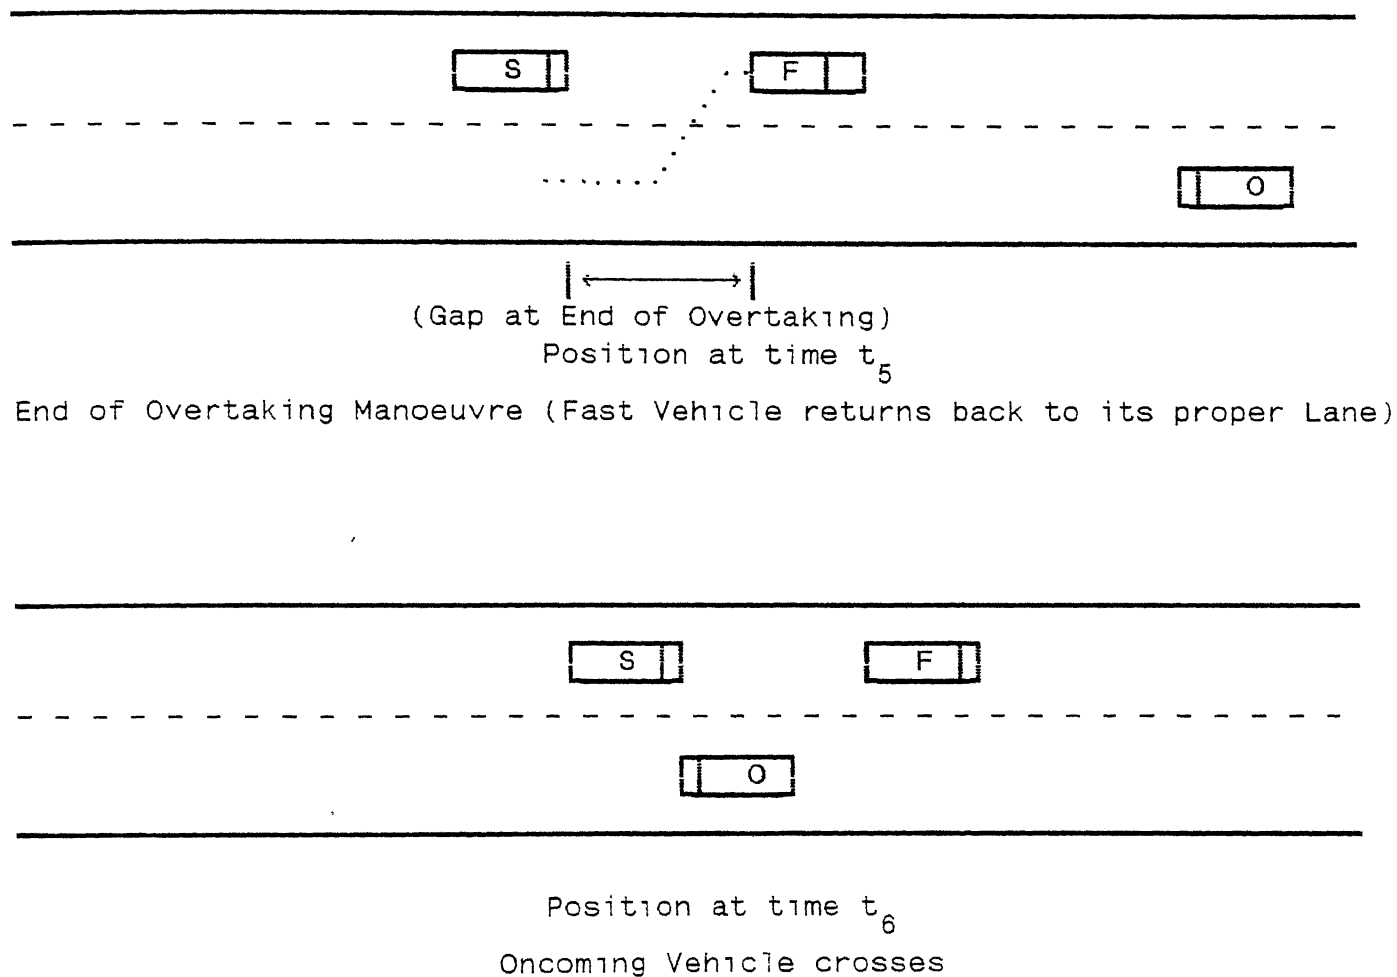 S F
O
(Gap at End of Overtaking)
Position at time t5
End of Overtaking Manoeuvre (Fast Vehicle returns back to its proper Lane)
S F
O
Position at time t6
Oncoming Vehicle crosses